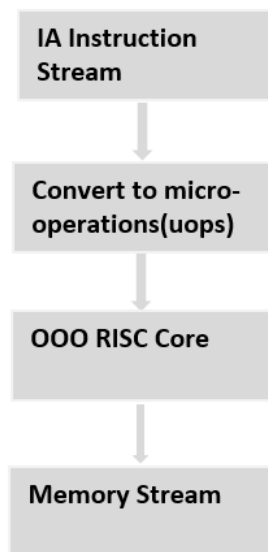 IA Instruction
Stream
Convert to micro-
operations(uops)
OOO RISC Core
Memory Stream